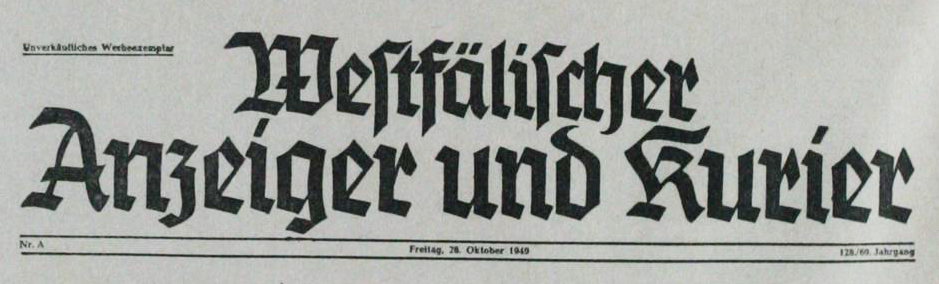 Unverkäufliches Werbeexemplar
Westfälischer
Anzeiger und Kurier
Nr. A
Freitag, 28. Oktober 1949
128./60. Jahrgang